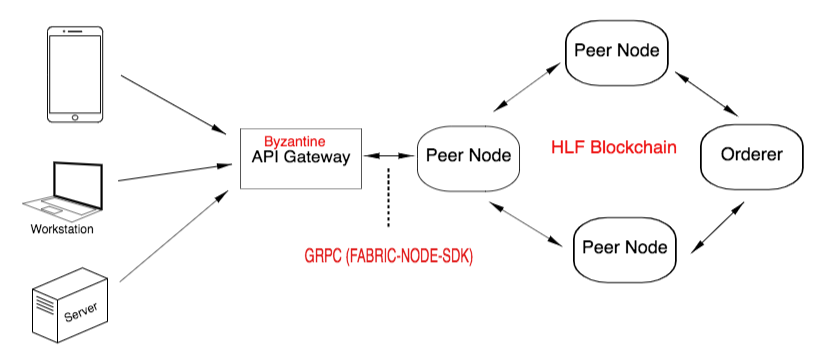 Peer Node
Byzantine
API Gateway
Peer Node
HLF Blockchain
Orderer
Workstation
GRPC (FABRIC-NODE-SDK)
Peer Node
Server